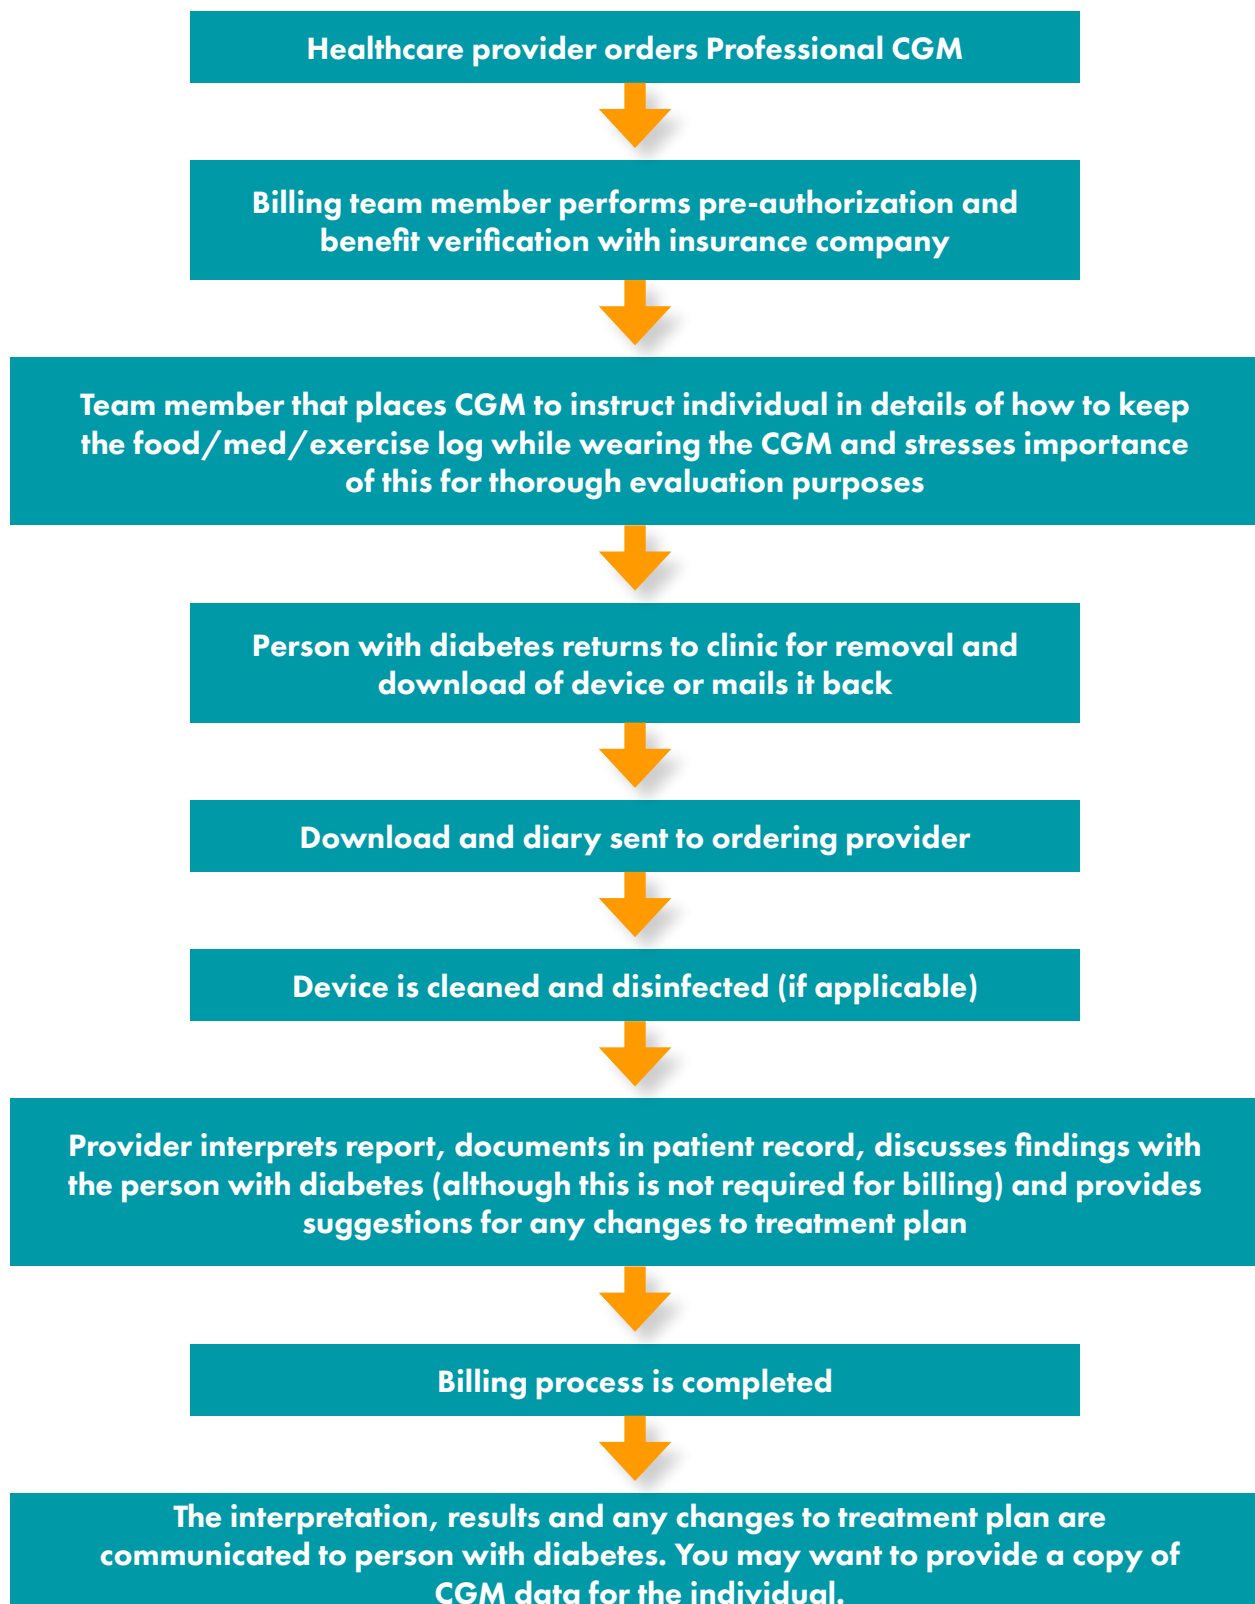 Healthcare provider orders Professional CGM
Billing team member performs pre-authorization and
benefit verification with insurance company
Team member that places CGM to instruct individual in details of how to keep
the food/med/exercise log while wearing the CGM and stresses importance
of this for thorough evaluation purposes
Person with diabetes returns to clinic for removal and
download of device or mails it back
Download and diary sent to ordering provider
Device is cleaned and disinfected (if applicable)
Provider interprets report, documents in patient record, discusses findings with
the person with diabetes (although this is not required for billing) and provides
suggestions for any changes to treatment plan
Billing process is completed
The interpretation, results and any changes to treatment plan are
communicated to person with diabetes. You may want to provide a copy of
CGM data for the individual.